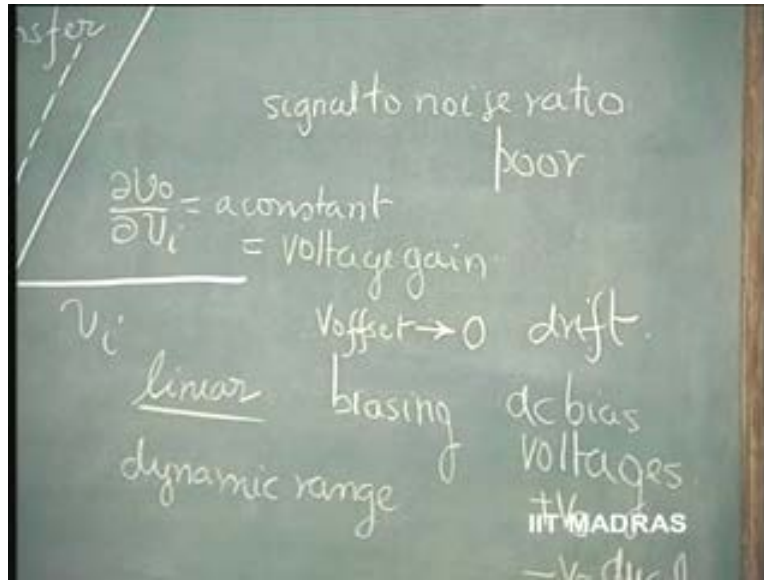 nsfer
signal to noise ratio
poor
∂V₀/∂Vᵢ = a constant
= voltage gain
Vᵢ
Voffset → 0 drift.
linear biasing dc bias
voltages
dynamic range
IIT MADRAS